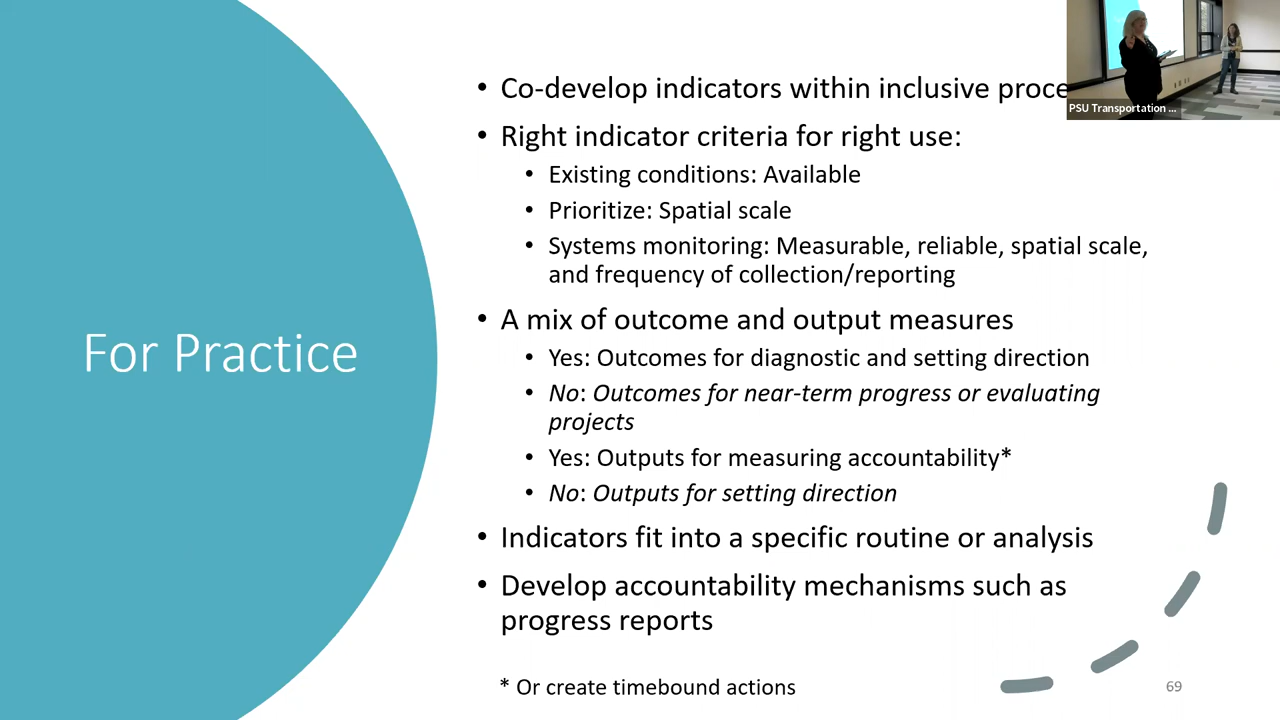 Co-develop indicators within inclusive
PSU Transportation ...
Right indicator criteria for right use:
Existing conditions: Available
Prioritize: Spatial scale
Systems monitoring: Measurable, reliable, spatial scale,
and frequency of collection/reporting
A mix of outcome and output measures
For Practice
Yes: Outcomes for diagnostic and setting direction
No: Outcomes for near-term progress or evaluating
projects
Yes: Outputs for measuring accountability*
No: Outputs for setting direction
Indicators fit into a specific routine or analysis
Develop accountability mechanisms such as
progress reports
* Or create timebound actions
69